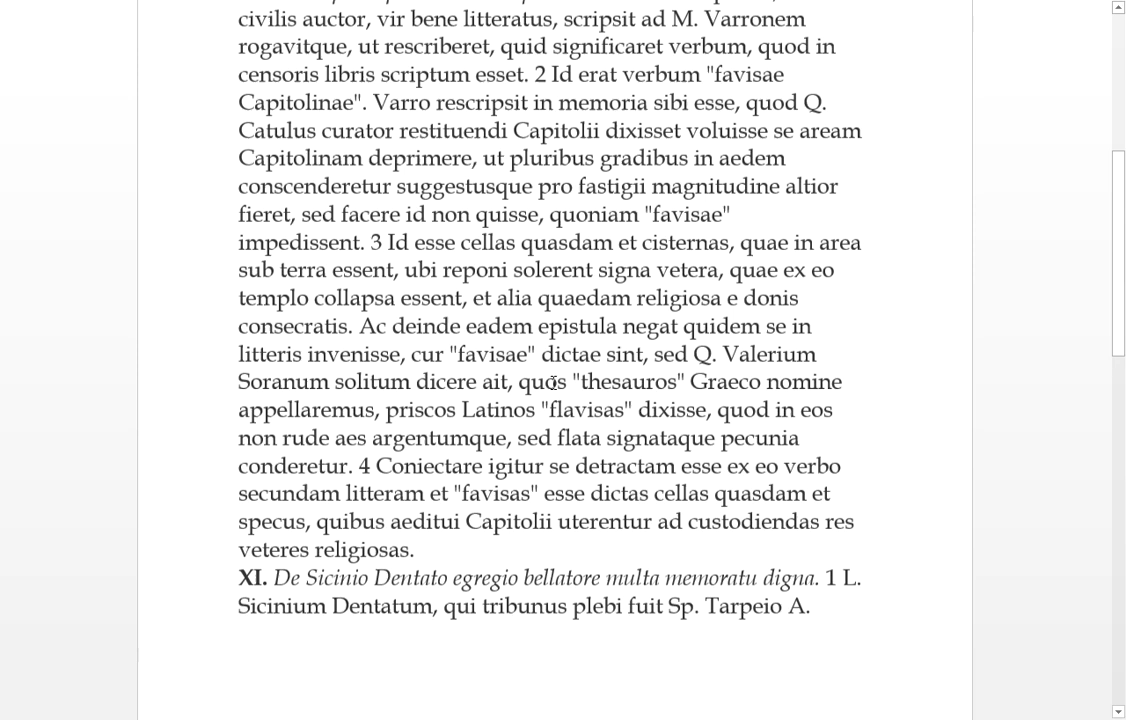 civilis auctor, vir bene litteratus, scripsit ad M. Varronem
rogavitque, ut rescriberet, quid significaret verbum, quod in
censoris libris scriptum esset. 2 Id erat verbum "favisae
Capitolinae". Varro rescripsit in memoria sibi esse, quod Q.
Catulus curator restituendi Capitolii dixisset voluisse se aream
Capitolinam deprimere, ut pluribus gradibus in aedem
conscenderetur suggestusque pro fastigii magnitudine altior
fieret, sed facere id non quisse, quoniam "favisae"
impedissent. 3 Id esse cellas quasdam et cisternas, quae in area
sub terra essent, ubi reponi solerent signa vetera, quae ex eo
templo collapsa essent, et alia quaedam religiosa e donis
consecratis. Ac deinde eadem epistula negat quidem se in
litteris invenisse, cur "favisae" dictae sint, sed Q. Valerium
Soranum solitum dicere ait, quos "thesauros" Graeco nomine
appellaremus, priscos Latinos "flavisas" dixisse, quod in eos
non rude aes argentumque, sed flata signataque pecunia
conderetur. 4 Coniectare igitur se detractam esse ex eo verbo
secundam litteram et "favisas" esse dictas cellas quasdam et
specus, quibus aeditui Capitolii uterentur ad custodiendas res
veteres religiosas.
XI. De Sicinio Dentato egregio bellatore multa memoratu digna. 1 L.
Sicinium Dentatum, qui tribunus plebi fuit Sp. Tarpeio A.